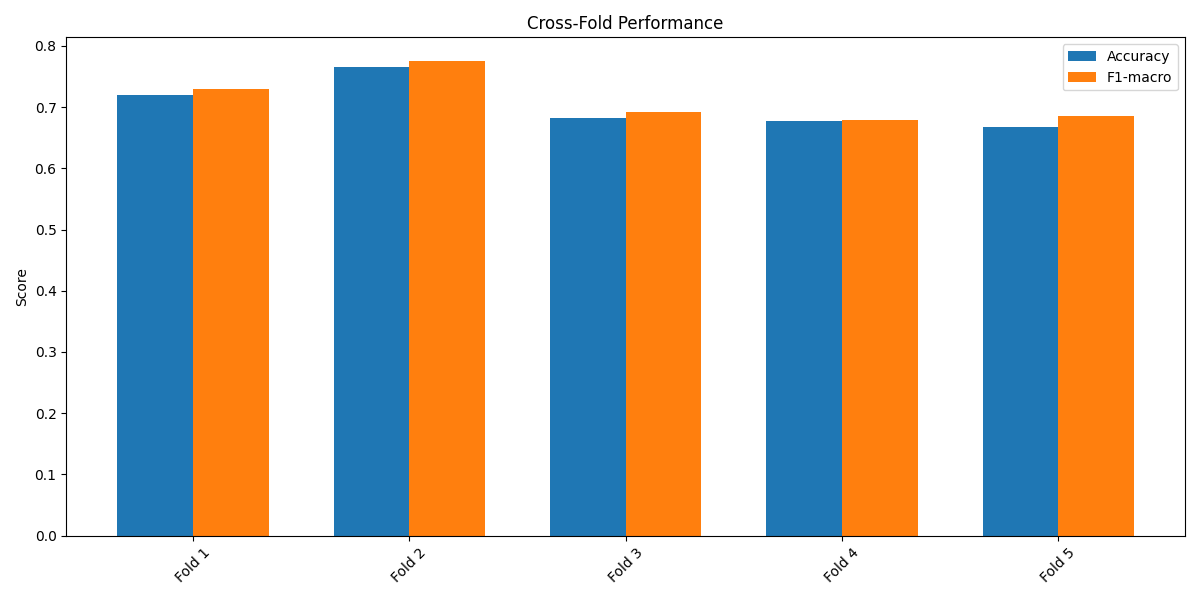 Cross-Fold Performance
Accuracy
F1-macro
Score
0.8
0.7
0.6
0.5
0.4
0.3
0.2
0.1
0.0
Fold 1
Fold 2
Fold 3
Fold 4
Fold 5